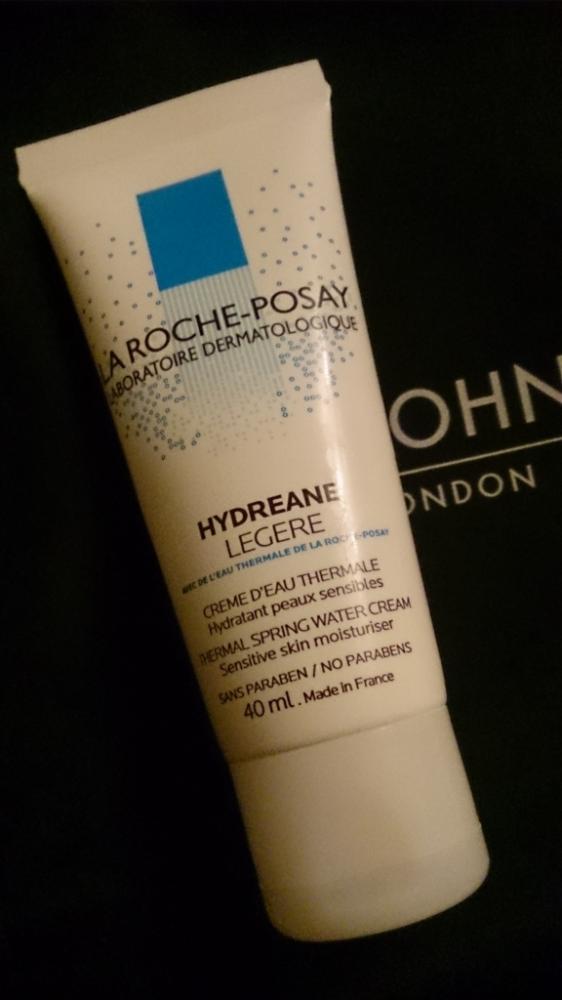 LA ROCHE-POSAY
LABORATOIRE DERMATOLOGIQUE
HYDREANE
LEGERE
AVEC DE L'EAU THERMALE DE LA ROCHE-POSAY
CREME D'EAU THERMALE
Hydratant peaux sensibles
THERMAL SPRING WATER CREAM
Sensitive skin moisturiser
SANS PARABEN / NO PARABENS
40 ml . Made in France
OHN
ONDON